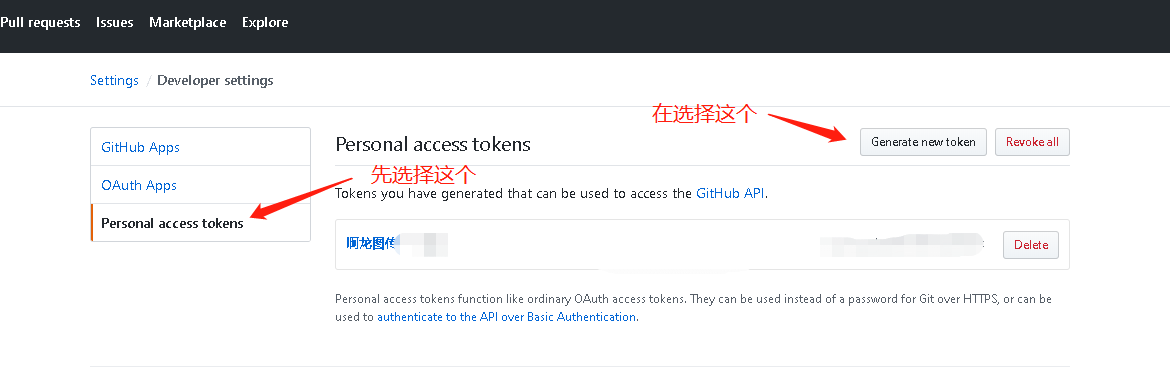 Pull requests Issues Marketplace Explore
Settings / Developer settings
在选择这个
GitHub Apps
Personal access tokens
Generate new token
Revoke all
OAuth Apps
先选择这个
Tokens you have generated that can be used to access the GitHub API.
Personal access tokens
啊龙图传
Delete
Personal access tokens function like ordinary OAuth access tokens. They can be used instead of a password for Git over HTTPS, or can be
used to authenticate to the API over Basic Authentication.